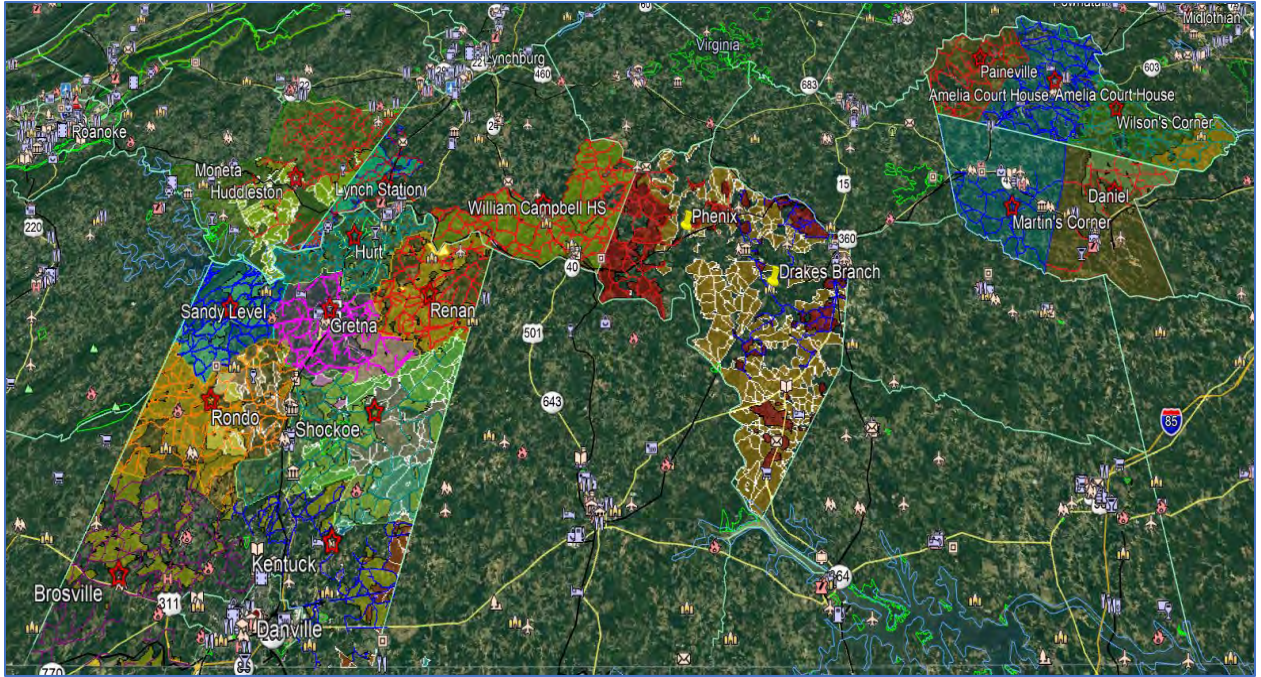 Virginia
Midlothian
Lynchburg
460
683
603
Paineville
Amelia Court House
Amelia Court House
Wilson's Corner
Roanoke
24
Moneta
Huddleston
Lynch Station
15
Daniel
220
William Campbell HS
Phenix
Martin's Corner
Hurt
360
40
Drakes Branch
Sandy Level
Gretna
Renan
501
643
Rondo
Shockoe
85
Kentuck
Brosville
311
Danville
770